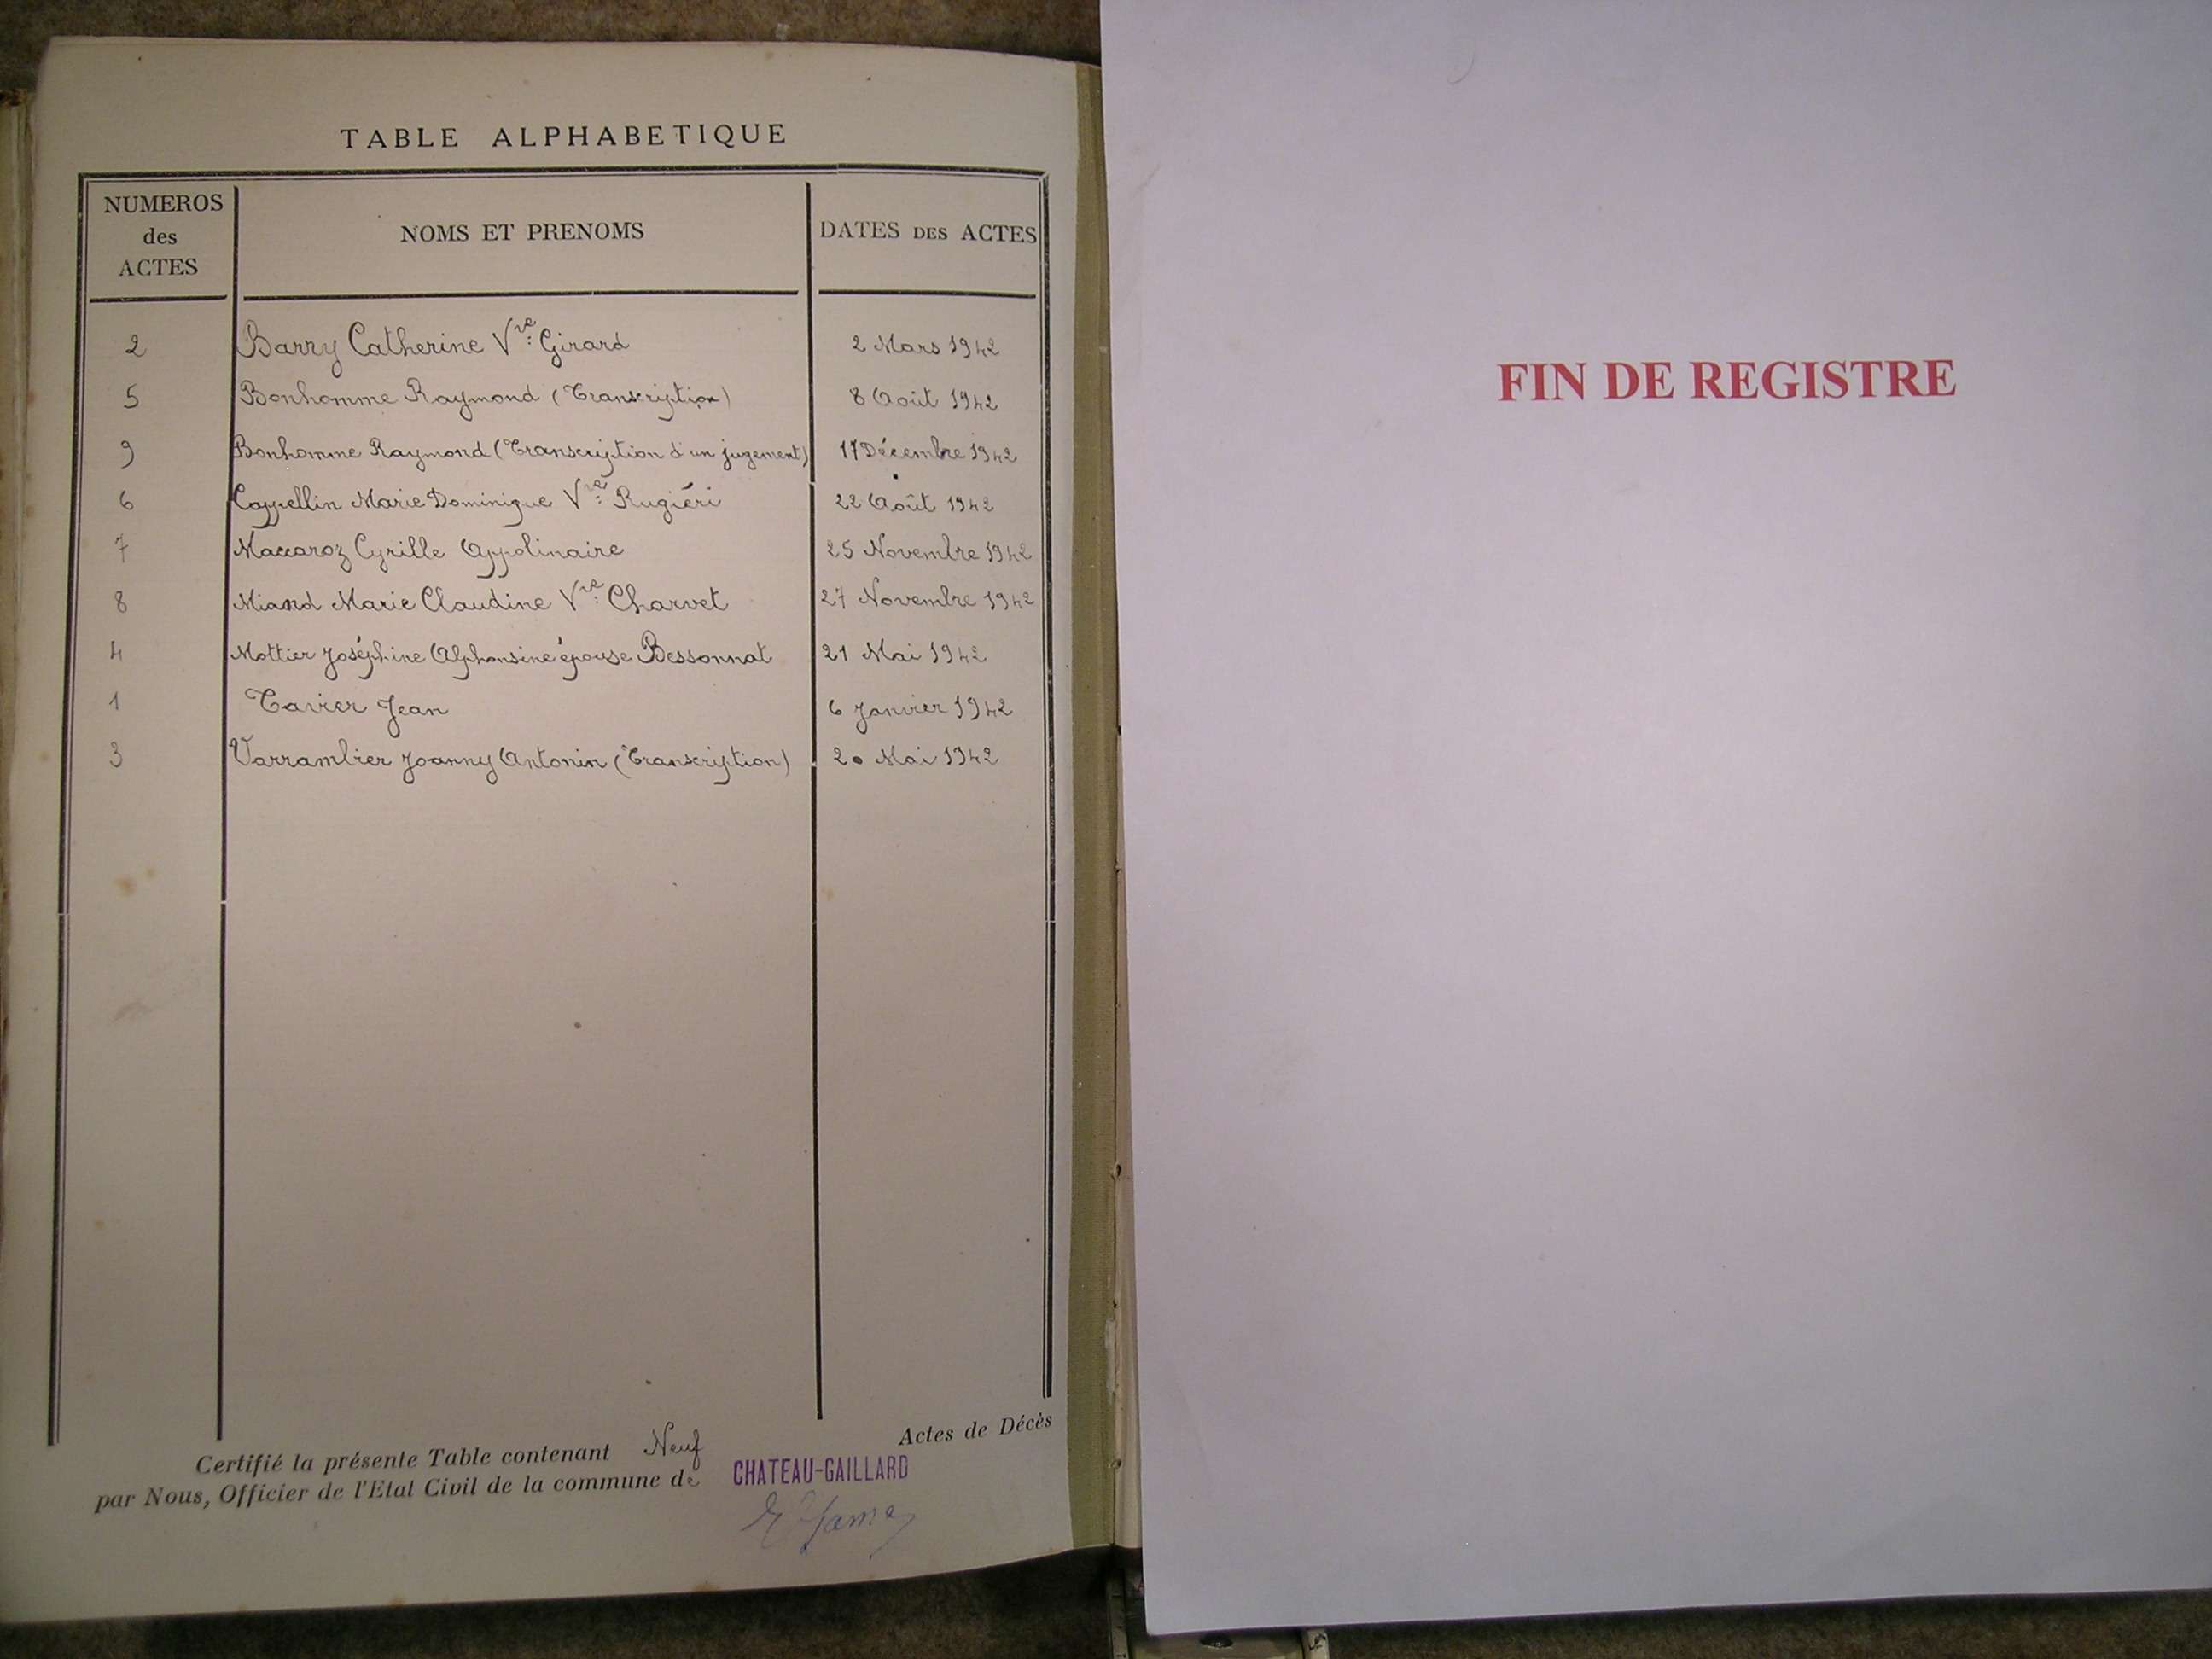 TABLE ALPHABETIQUE
NUMEROS des ACTES NOMS ET PRENOMS DATES DES ACTES
2 Barry Catherine Vve Girard 2 Mars 1942
5 Bonhomme Raymond (Transcription) 8 Août 1942
9 Bonhomme Raymond (Transcription d'un jugement) 17 Décembre 1942
6 Cappellin Marie Dominique Vve Rugiéri 22 Août 1942
7 Maccaroz Cyrille Appolinaire 25 Novembre 1942
8 Miand Marie Claudine Vve Charvet 27 Novembre 1942
4 Mottier Joséphine Alphonsine épouse Bessonnat 21 Mai 1942
1 Tavier Jean 6 Janvier 1942
3 Varrambier Joanny Antonin (Transcription) 20 Mai 1942
Certifié la présente Table contenant Neuf Actes de Décès
par Nous, Officier de l'Etat Civil de la commune de CHATEAU-GAILLARD
FIN DE REGISTRE